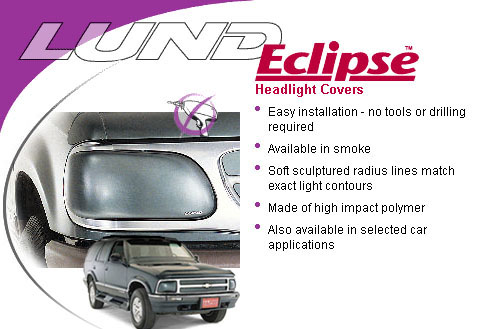 LUND
Eclipse™
Headlight Covers
• Easy installation - no tools or drilling
required
• Available in smoke
• Soft sculptured radius lines match
exact light contours
• Made of high impact polymer
• Also available in selected car
applications